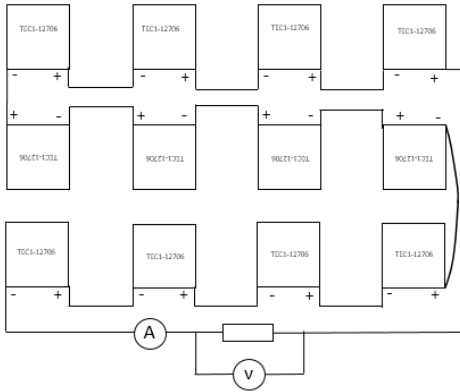 TEC1-12706 TEC1-12706 TEC1-12706 TEC1-12706
- + - + - + - +
+ - + - + - + -
TEC1-12706 TEC1-12706 TEC1-12706 TEC1-12706
TEC1-12706 TEC1-12706 TEC1-12706 TEC1-12706
- + - + - + - +
A
V